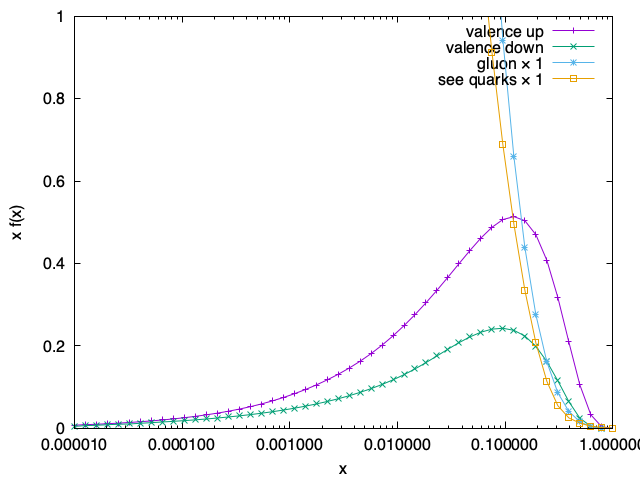 valence up
valence down
gluon × 1
see quarks × 1
1
0.8
0.6
0.4
0.2
0
x f(x)
0.000010 0.000100 0.001000 0.010000 0.100000 1.00000
x